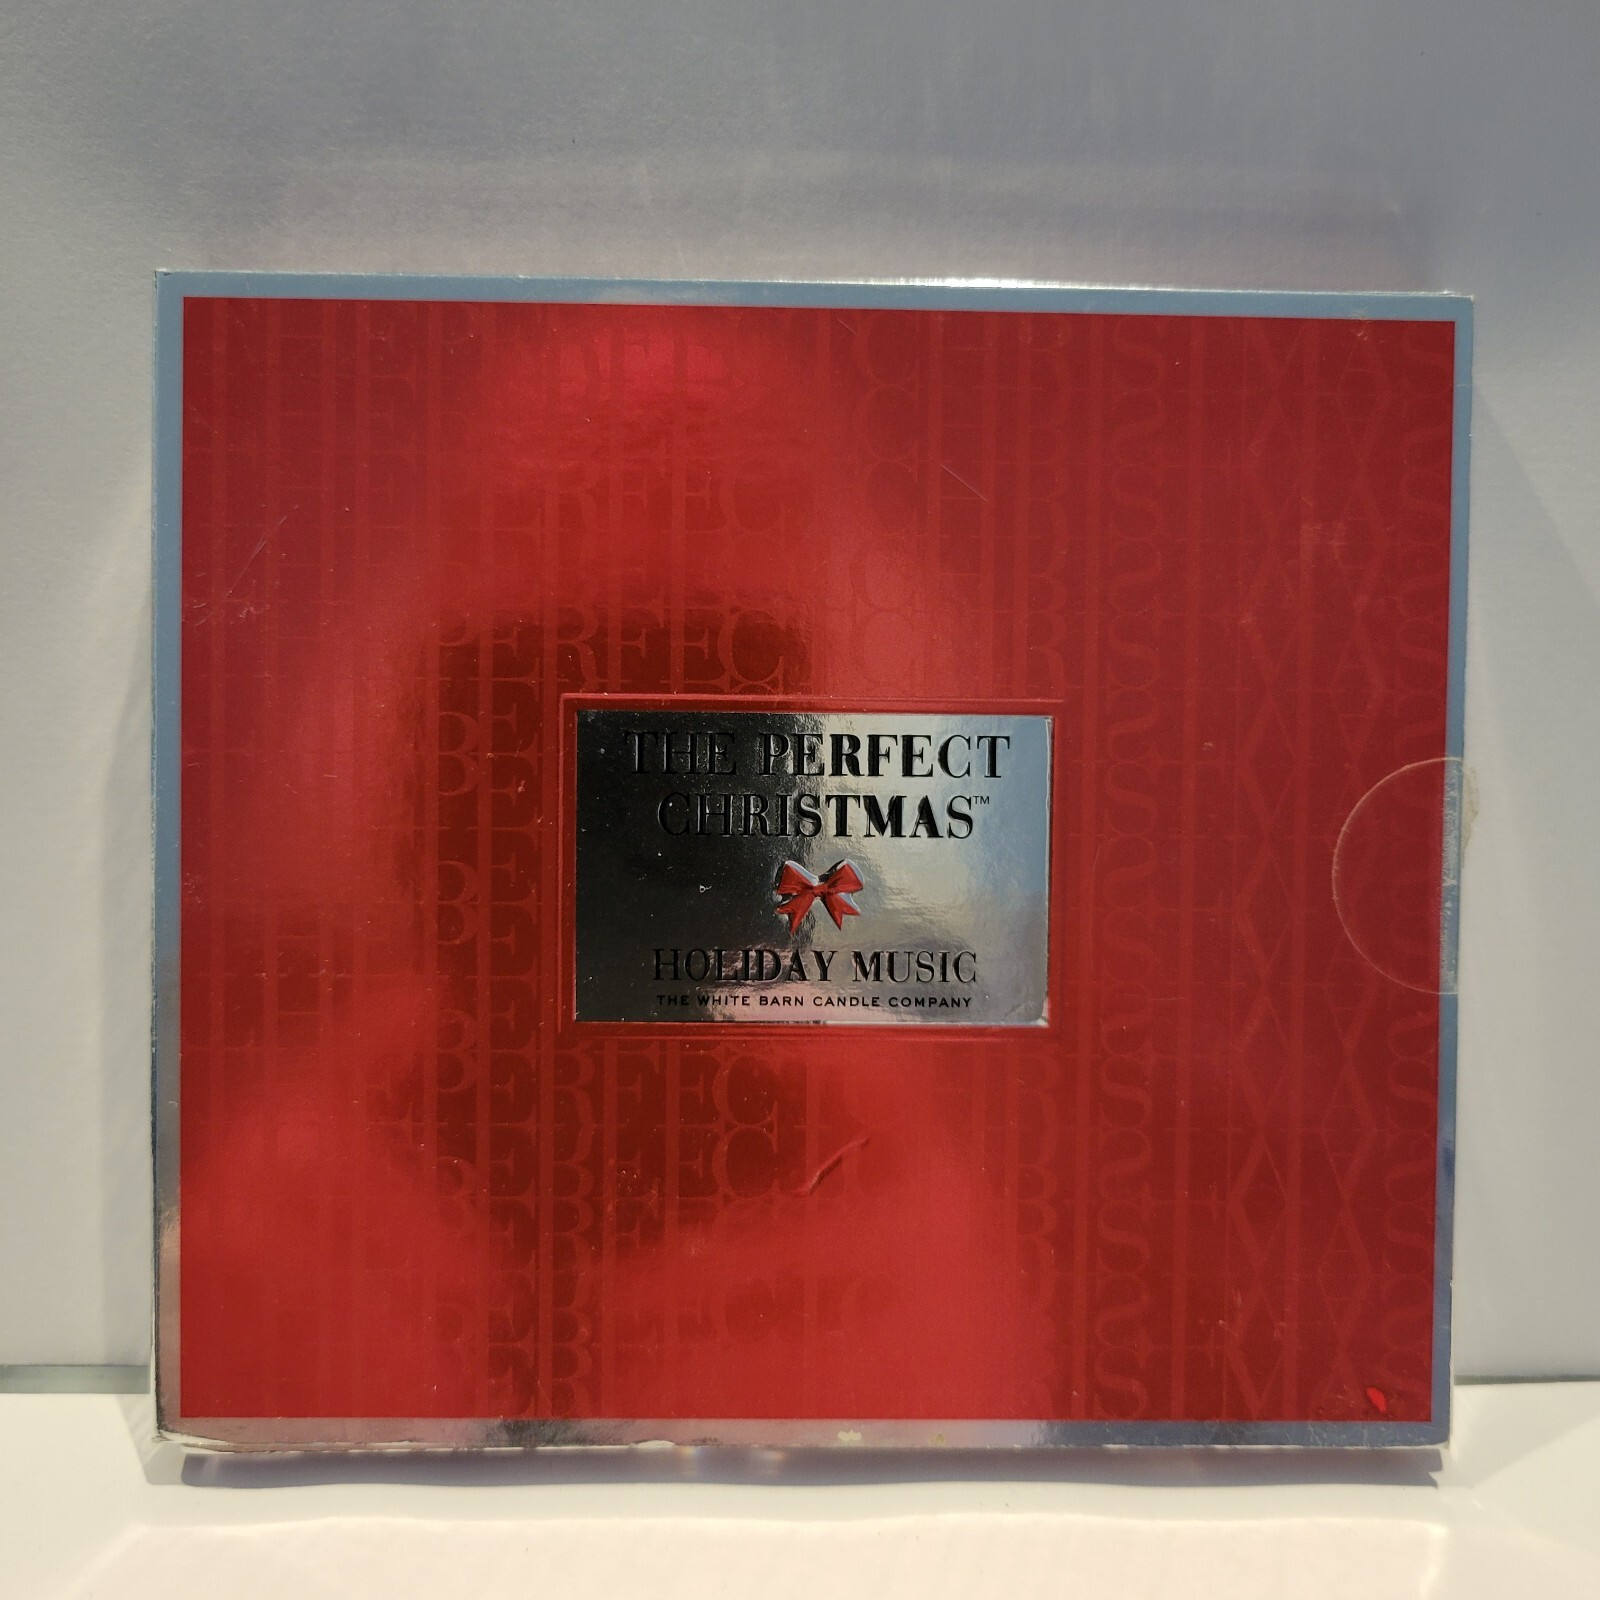 THE PERFECT
CHRISTMAS™
HOLIDAY MUSIC
THE WHITE BARN CANDLE COMPANY